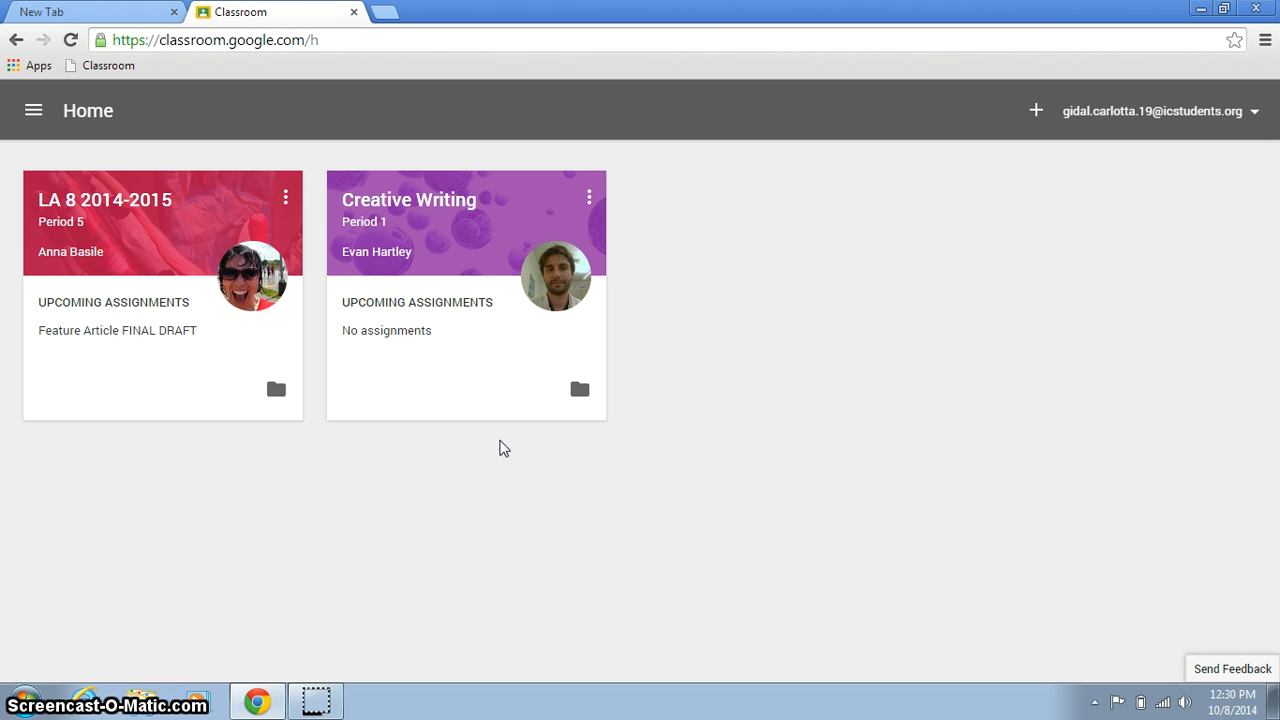 New Tab
Classroom
https://classroom.google.com/h
Apps
Classroom
Home
gidal.carlotta.19@icstudents.org
LA 8 2014-2015
Period 5
Anna Basile
UPCOMING ASSIGNMENTS
Feature Article FINAL DRAFT
Creative Writing
Period 1
Evan Hartley
UPCOMING ASSIGNMENTS
No assignments
Send Feedback
Screencast-O-Matic.com
12:30 PM
10/8/2014